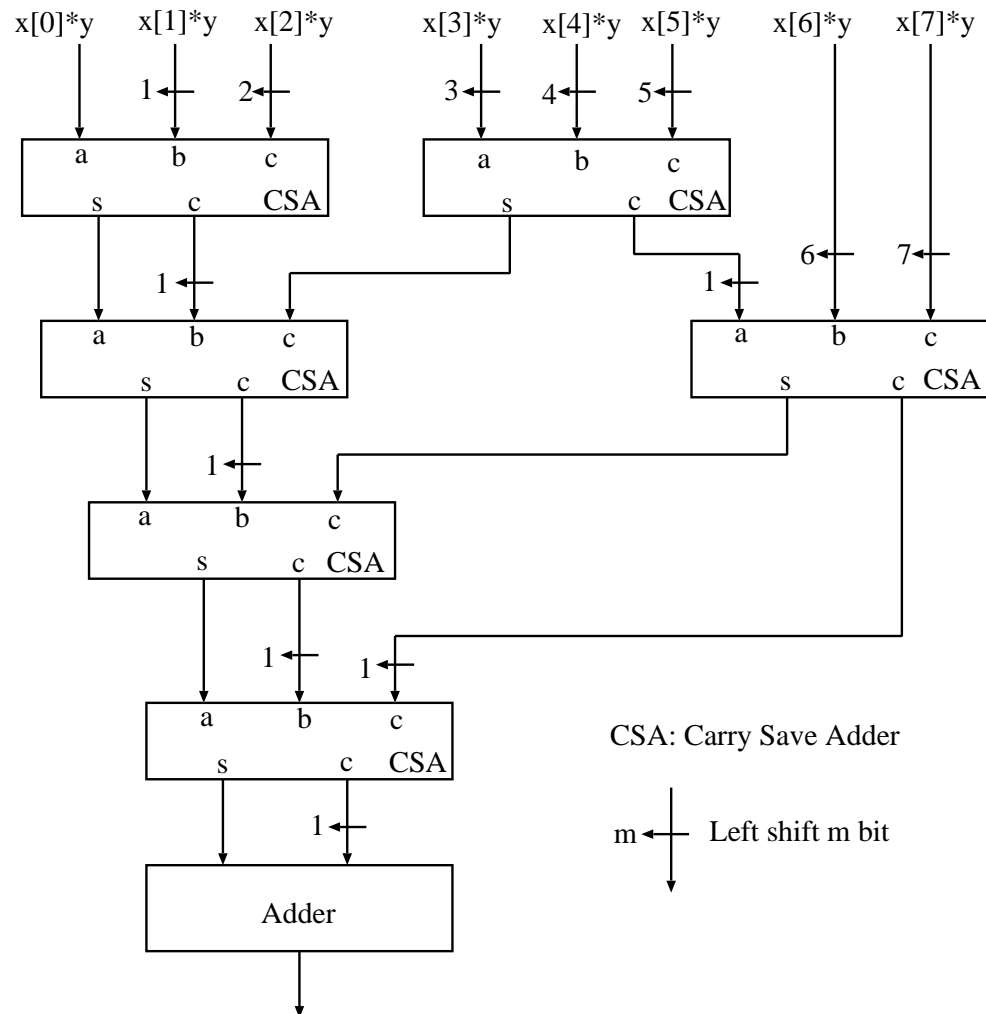 x[0]*y x[1]*y x[2]*y x[3]*y x[4]*y x[5]*y x[6]*y x[7]*y
1 2 3 4 5
a b c a b c
s c CSA s c CSA
1 1 6 7
a b c a b c
s c CSA s c CSA
1
a b c
s c CSA
1 1
a b c
s c CSA
CSA: Carry Save Adder
1
m Left shift m bit
Adder